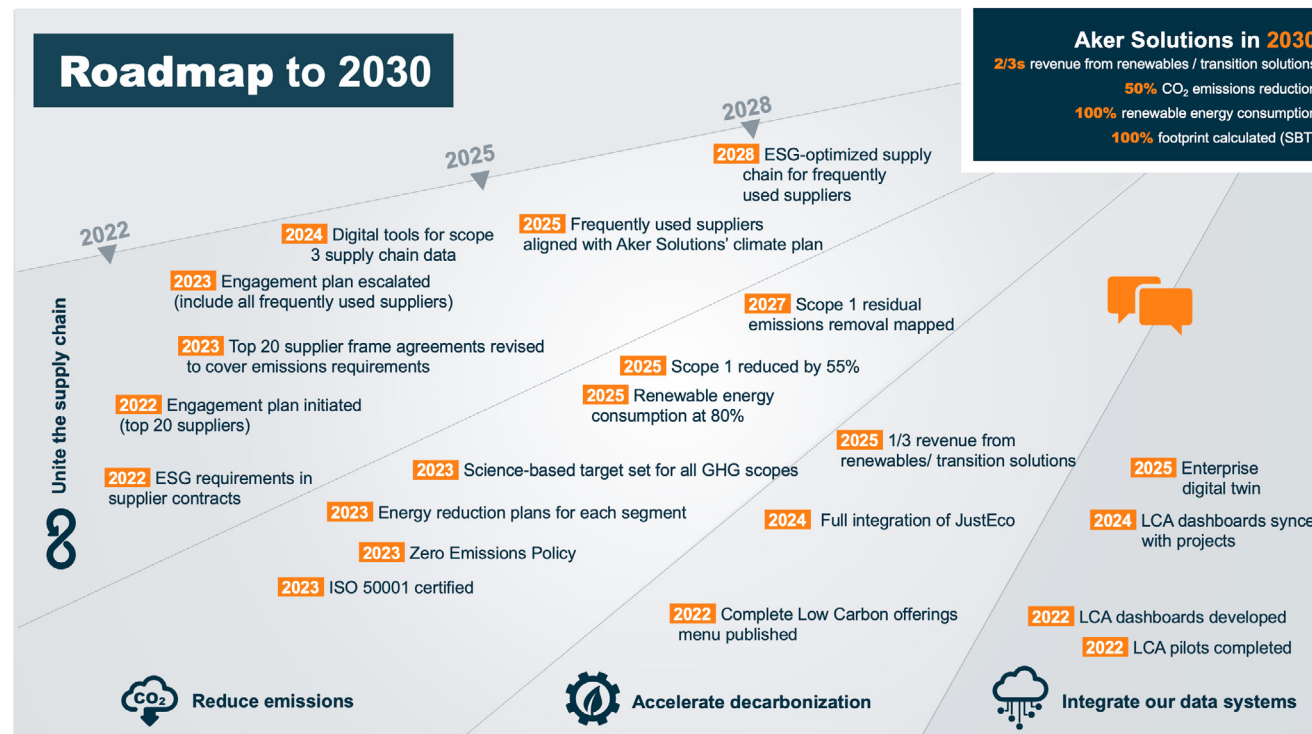 Roadmap to 2030
Aker Solutions in 2030
2/3s revenue from renewables / transition solutions
50% CO₂ emissions reduction
100% renewable energy consumption
100% footprint calculated (SBT
2022
2025
2028
Unite the supply chain
2028 ESG-optimized supply
chain for frequently
used suppliers
2025 Frequently used suppliers
aligned with Aker Solutions' climate plan
2024 Digital tools for scope
3 supply chain data
2023 Engagement plan escalated
(include all frequently used suppliers)
2023 Top 20 supplier frame agreements revised
to cover emissions requirements
2022 Engagement plan initiated
(top 20 suppliers)
2022 ESG requirements in
supplier contracts
2027 Scope 1 residual
emissions removal mapped
2025 Scope 1 reduced by 55%
2025 Renewable energy
consumption at 80%
2023 Science-based target set for all GHG scopes
2023 Energy reduction plans for each segment
2023 Zero Emissions Policy
2023 ISO 50001 certified
CO₂
Reduce emissions
2025 1/3 revenue from
renewables/ transition solutions
2024 Full integration of JustEco
2022 Complete Low Carbon offerings
menu published
Accelerate decarbonization
2025 Enterprise
digital twin
2024 LCA dashboards synce
with projects
2022 LCA dashboards developed
2022 LCA pilots completed
Integrate our data systems